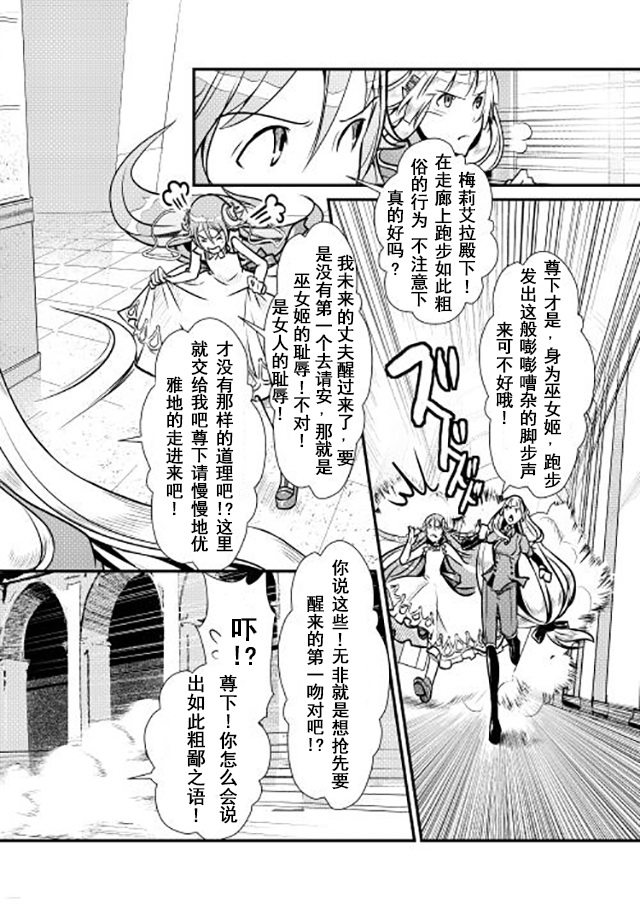 梅莉艾拉殿下！
在走廊上跑步如此粗
俗的行为 不注意下
真的好吗？
尊下才是，身为巫女姬，跑步
发出这般嘭嘭嘈杂的脚步声
来可不好哦！
我未来的丈夫醒过来了，要
是没有第一个去请安，那就是
巫女姬的耻辱！不对！
是女人的耻辱！
才没有那样的道理吧!?这里
就交给我吧尊下请慢慢地优
雅地的走进来吧！
ズドドド
你说这些！无非就是想抢先要
醒来的第一吻对吧!?
吓!?
尊下！你怎么会说
出如此粗鄙之语！